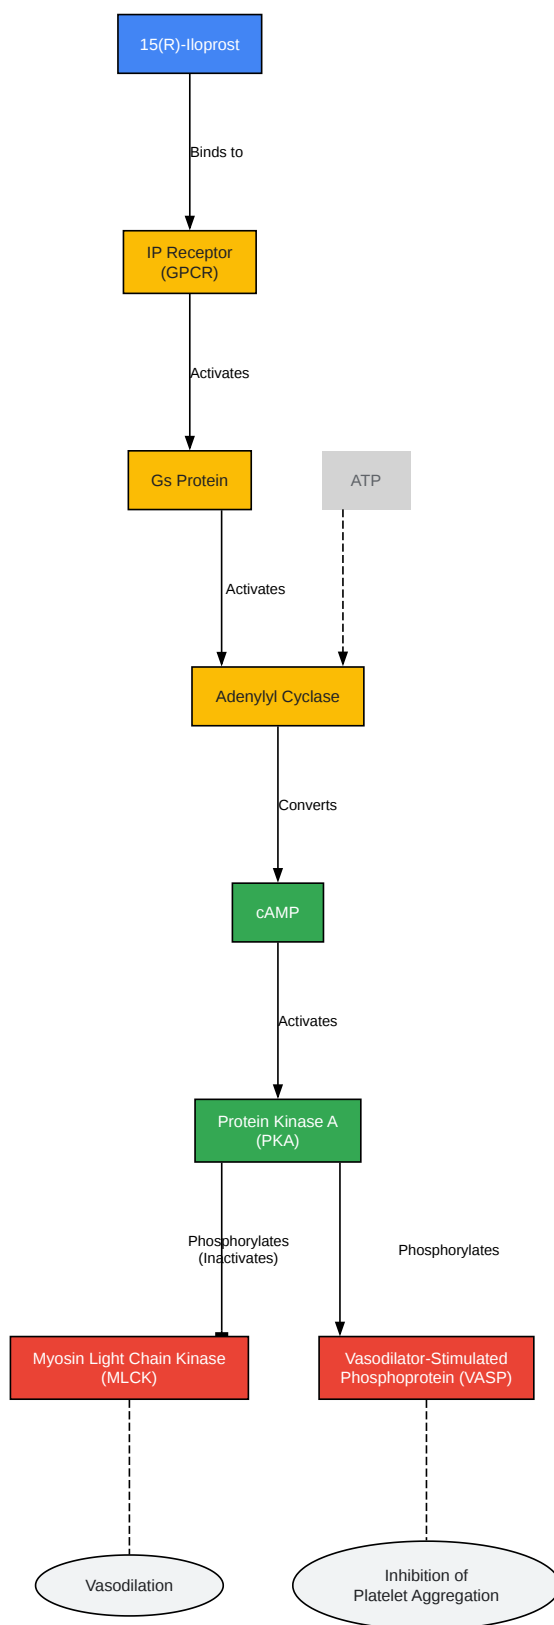 15(R)-Iloprost
Binds to
IP Receptor
(GPCR)
Activates
Gs Protein
ATP
Activates
Adenylyl Cyclase
Converts
cAMP
Activates
Protein Kinase A
(PKA)
Phosphorylates
(Inactivates)
Phosphorylates
Myosin Light Chain Kinase
(MLCK)
Vasodilator-Stimulated
Phosphoprotein (VASP)
Vasodilation
Inhibition of
Platelet Aggregation